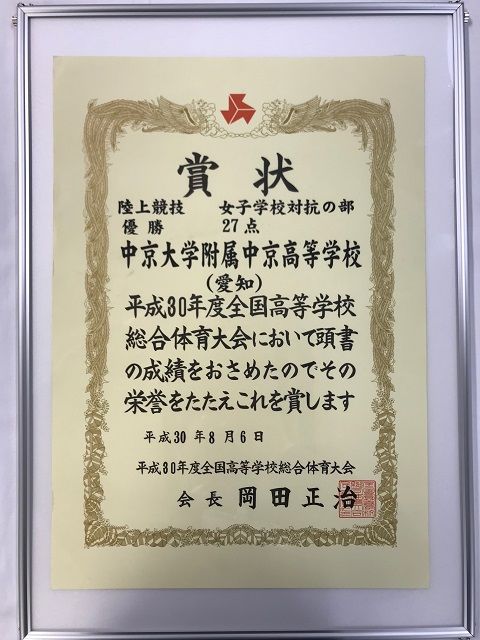 賞状
陸上競技 女子学校対抗の部
優勝 27点
中京大学附属中京高等学校
(愛知)
平成30年度全国高等学校
総合体育大会において頭書
の成績をおさめたのでその
栄誉をたたえこれを賞します
平成30年8月6日
平成30年度全国高等学校総合体育大会
会長 岡田正治